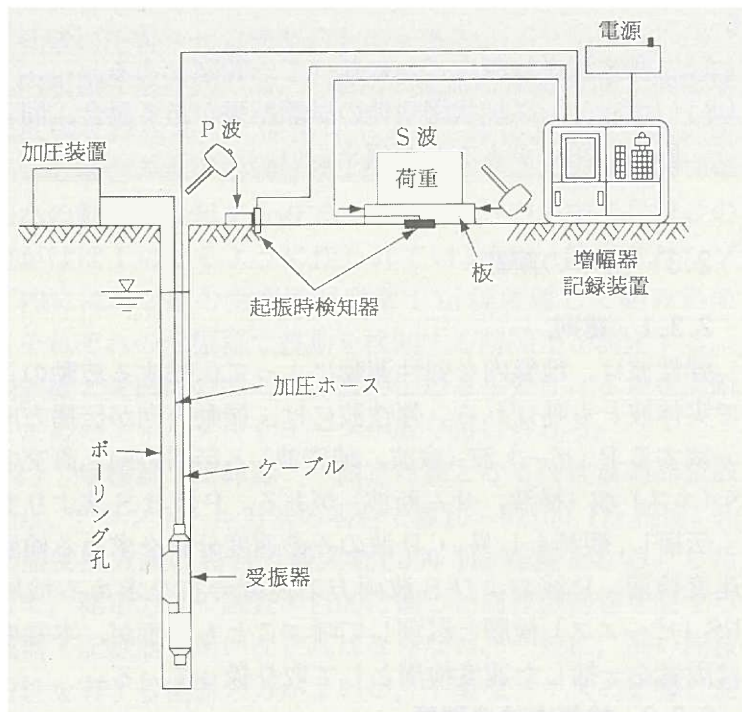 電源
P波
S波
加圧装置
荷重
板
増幅器
記録装置
起振時検知器
加圧ホース
ボーリング孔
ケーブル
受振器